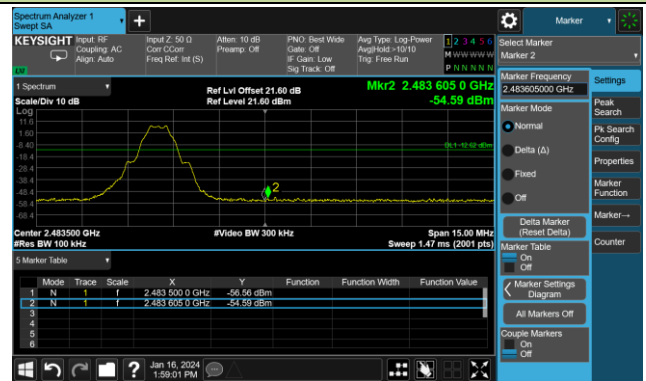 Spectrum Analyzer 1
Swept SA
Marker
KEYSIGHT Input: RF Input Z: 50 Ω Atten: 10 dB PNO: Best Wide Avg Type: Log-Power 1 2 3 4 5 6
Coupling: AC Corr CCorr Preamp: Off Gate: Off Avg|Hold:>10/10 M W W W W W
Align: Auto Freq Ref: Int (S) IF Gain: Low Trig: Free Run P N N N N N
Sig Track: Off
Select Marker
Marker 2
1 Spectrum
Ref Lvl Offset 21.60 dB
Mkr2 2.483 605 0 GHz
Scale/Div 10 dB Ref Level 21.60 dBm -54.59 dBm
Log
11.6
1.60
-8.40
DL1 -12.62 dBm
-18.4
-28.4
-38.4
-48.4
-58.4
-68.4
2
Center 2.483500 GHz #Video BW 300 kHz Span 15.00 MHz
#Res BW 100 kHz Sweep 1.47 ms (2001 pts)
5 Marker Table
Mode Trace Scale X Y Function Function Width Function Value
1 N 1 f 2.483 500 0 GHz -56.56 dBm
2 N 1 f 2.483 605 0 GHz -54.59 dBm
3
4
5
6
Jan 16, 2024
1:59:01 PM
Marker Frequency
2.483605000 GHz
Marker Mode
Normal
Delta (Δ)
Fixed
Off
Delta Marker
(Reset Delta)
Marker Table
On
Off
Marker Settings
Diagram
All Markers Off
Couple Markers
On
Off
Settings
Peak
Search
Pk Search
Config
Properties
Marker
Function
Marker→
Counter